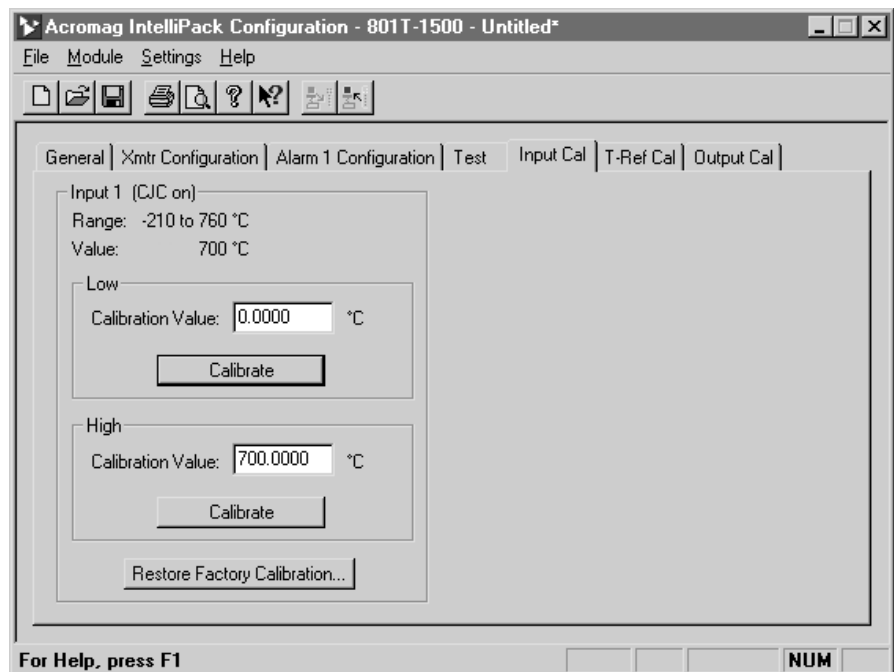 Acromag IntelliPack Configuration - 801T-1500 - Untitled*
File Module Settings Help
General Xmtr Configuration Alarm 1 Configuration Test Input Cal T-Ref Cal Output Cal
Input 1 (CJC on)
Range: -210 to 760 °C
Value: 700 °C
Low
Calibration Value: 0.0000 °C
Calibrate
High
Calibration Value: 700.0000 °C
Calibrate
Restore Factory Calibration...
For Help, press F1 NUM